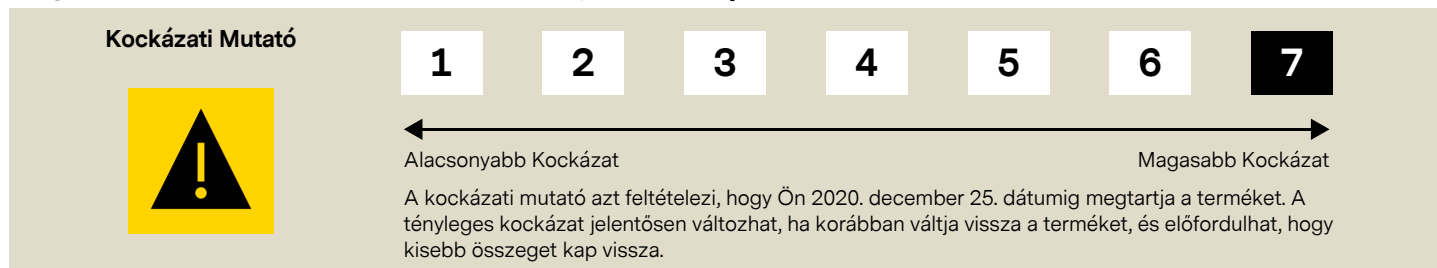 Kockázati Mutató
1 2 3 4 5 6 7
Alacsonyabb Kockázat Magasabb Kockázat
A kockázati mutató azt feltételezi, hogy Ön 2020. december 25. dátumig megtartja a terméket. A
tényleges kockázat jelentősen változhat, ha korábban váltja vissza a terméket, és előfordulhat, hogy
kisebb összeget kap vissza.